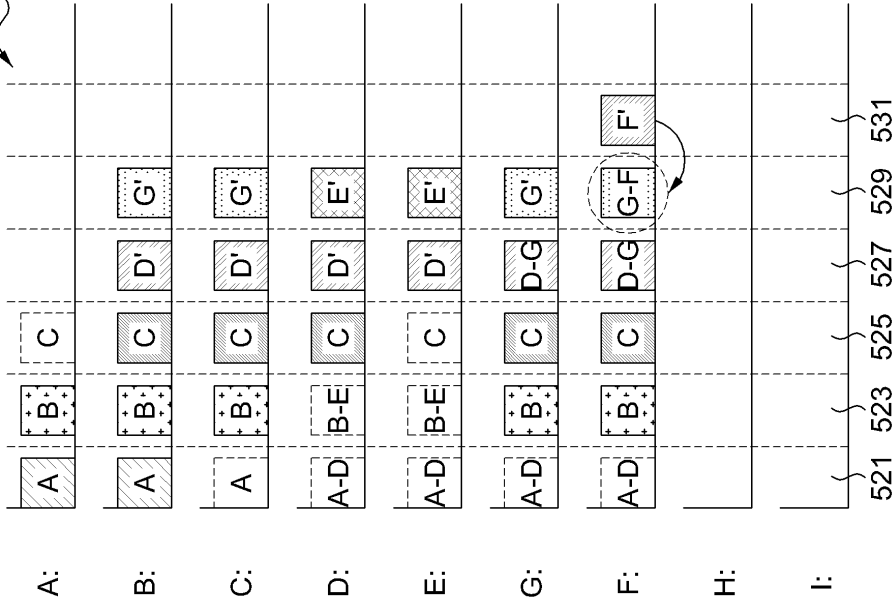 A: A B C
B: A B C D' G'
C: A B C D' G'
D: A-D B-E C D' E'
E: A-D B-E C D' E'
G: A-D B C D-G G'
F: A-D B C D-G G-F F'
H:
I:
521 523 525 527 529 531